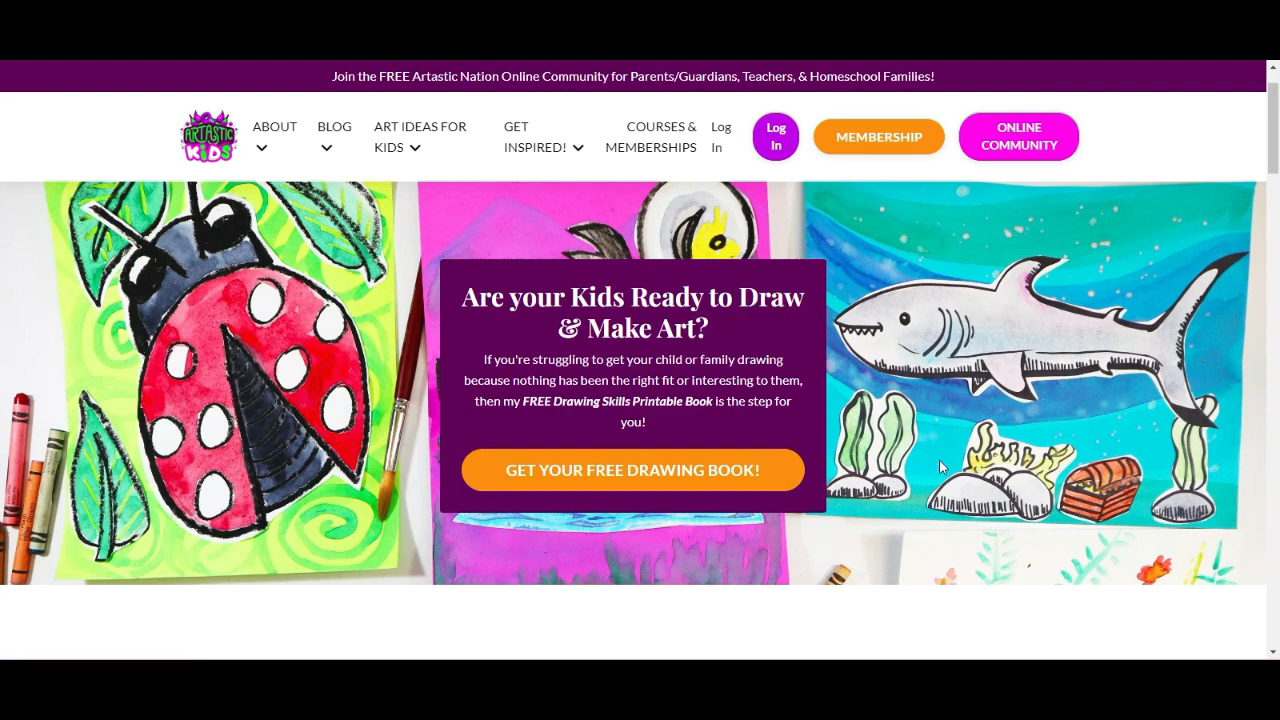 Join the FREE Artastic Nation Online Community for Parents/Guardians, Teachers, & Homeschool Families!
ARTASTIC
KiDS
ABOUT
BLOG
ART IDEAS FOR
KIDS
GET
INSPIRED!
COURSES &
MEMBERSHIPS
Log
In
Log
In
MEMBERSHIP
ONLINE
COMMUNITY
Are your Kids Ready to Draw
& Make Art?
If you're struggling to get your child or family drawing
because nothing has been the right fit or interesting to them,
then my FREE Drawing Skills Printable Book is the step for
you!
GET YOUR FREE DRAWING BOOK!